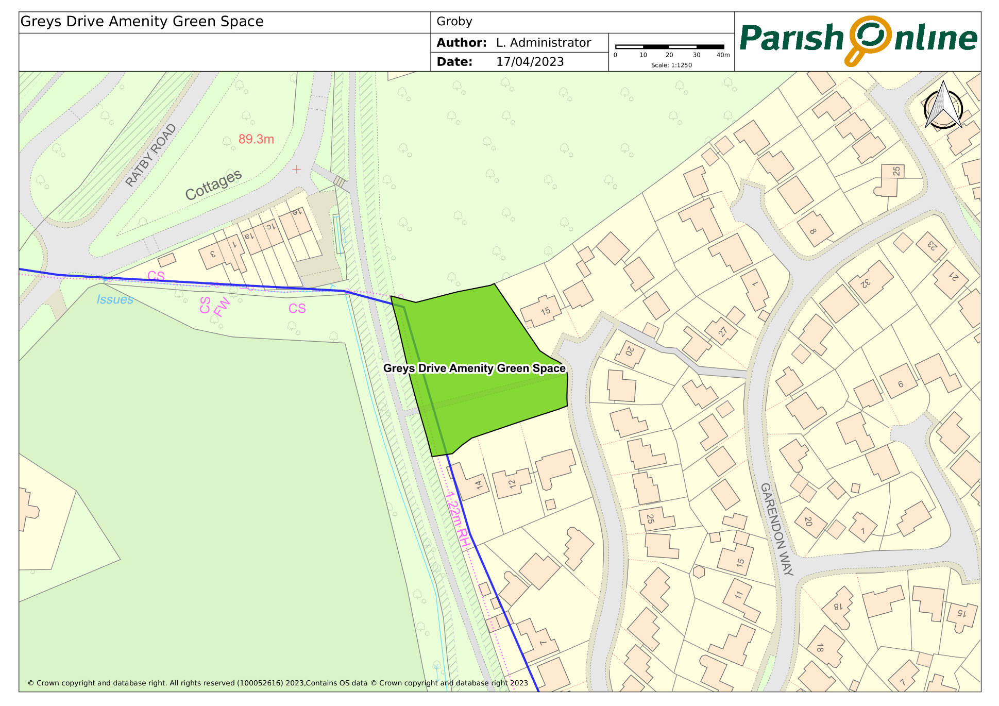 Greys Drive Amenity Green Space
Groby
Author: L. Administrator
Date: 17/04/2023
0 10 20 30 40m
Scale: 1:1250
Parish Online
RATBY ROAD
89.3m
Cottages
25
1e
1c
1a
1
3
8
23
21
32
1
CS
Issues
CS
FW
CS
15
27
20
Greys Drive Amenity Green Space
9
14
12
1.22m RH
25
GARENDON WAY
20
1
15
11
18
15
7
18
7
© Crown copyright and database right. All rights reserved (100052616) 2023,Contains OS data © Crown copyright and database right 2023